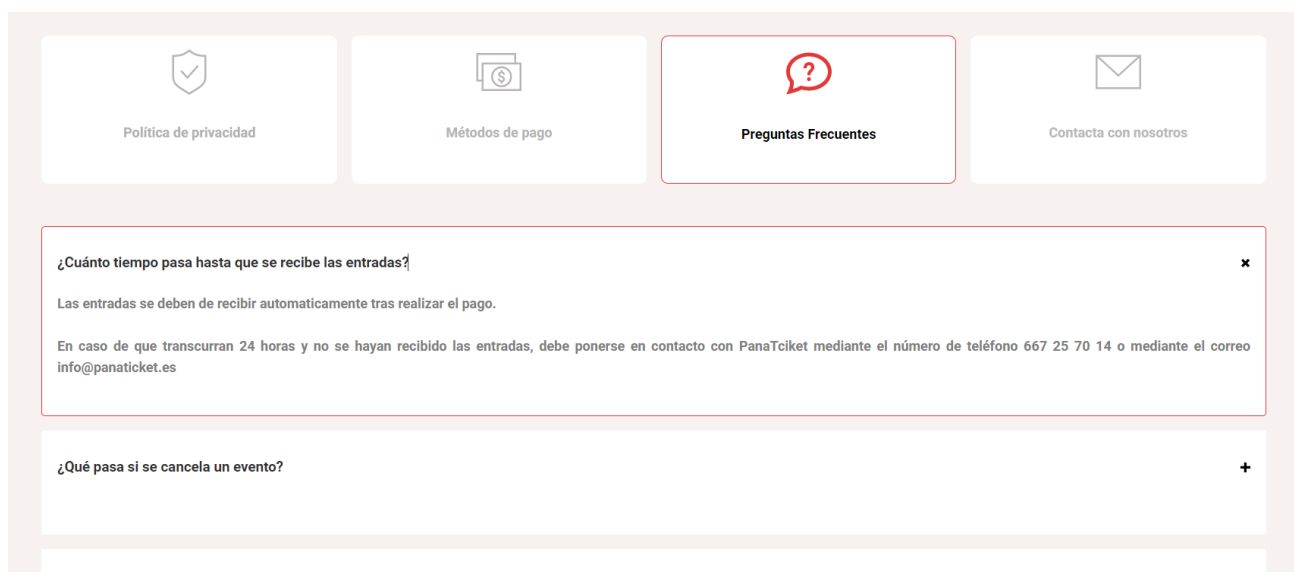 Política de privacidad
Métodos de pago
Preguntas Frecuentes
Contacta con nosotros
¿Cuánto tiempo pasa hasta que se recibe las entradas?
Las entradas se deben de recibir automaticamente tras realizar el pago.
En caso de que transcurran 24 horas y no se hayan recibido las entradas, debe ponerse en contacto con PanaTciket mediante el número de teléfono 667 25 70 14 o mediante el correo
info@panaticket.es
¿Qué pasa si se cancela un evento?